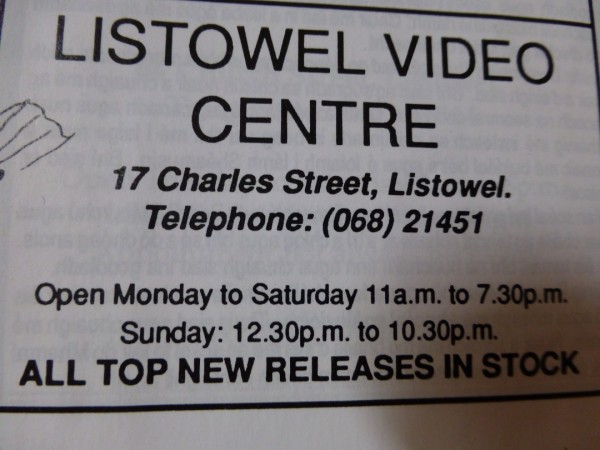 LISTOWEL VIDEO
CENTRE
17 Charles Street, Listowel.
Telephone: (068) 21451
Open Monday to Saturday 11a.m. to 7.30p.m.
Sunday: 12.30p.m. to 10.30p.m.
ALL TOP NEW RELEASES IN STOCK